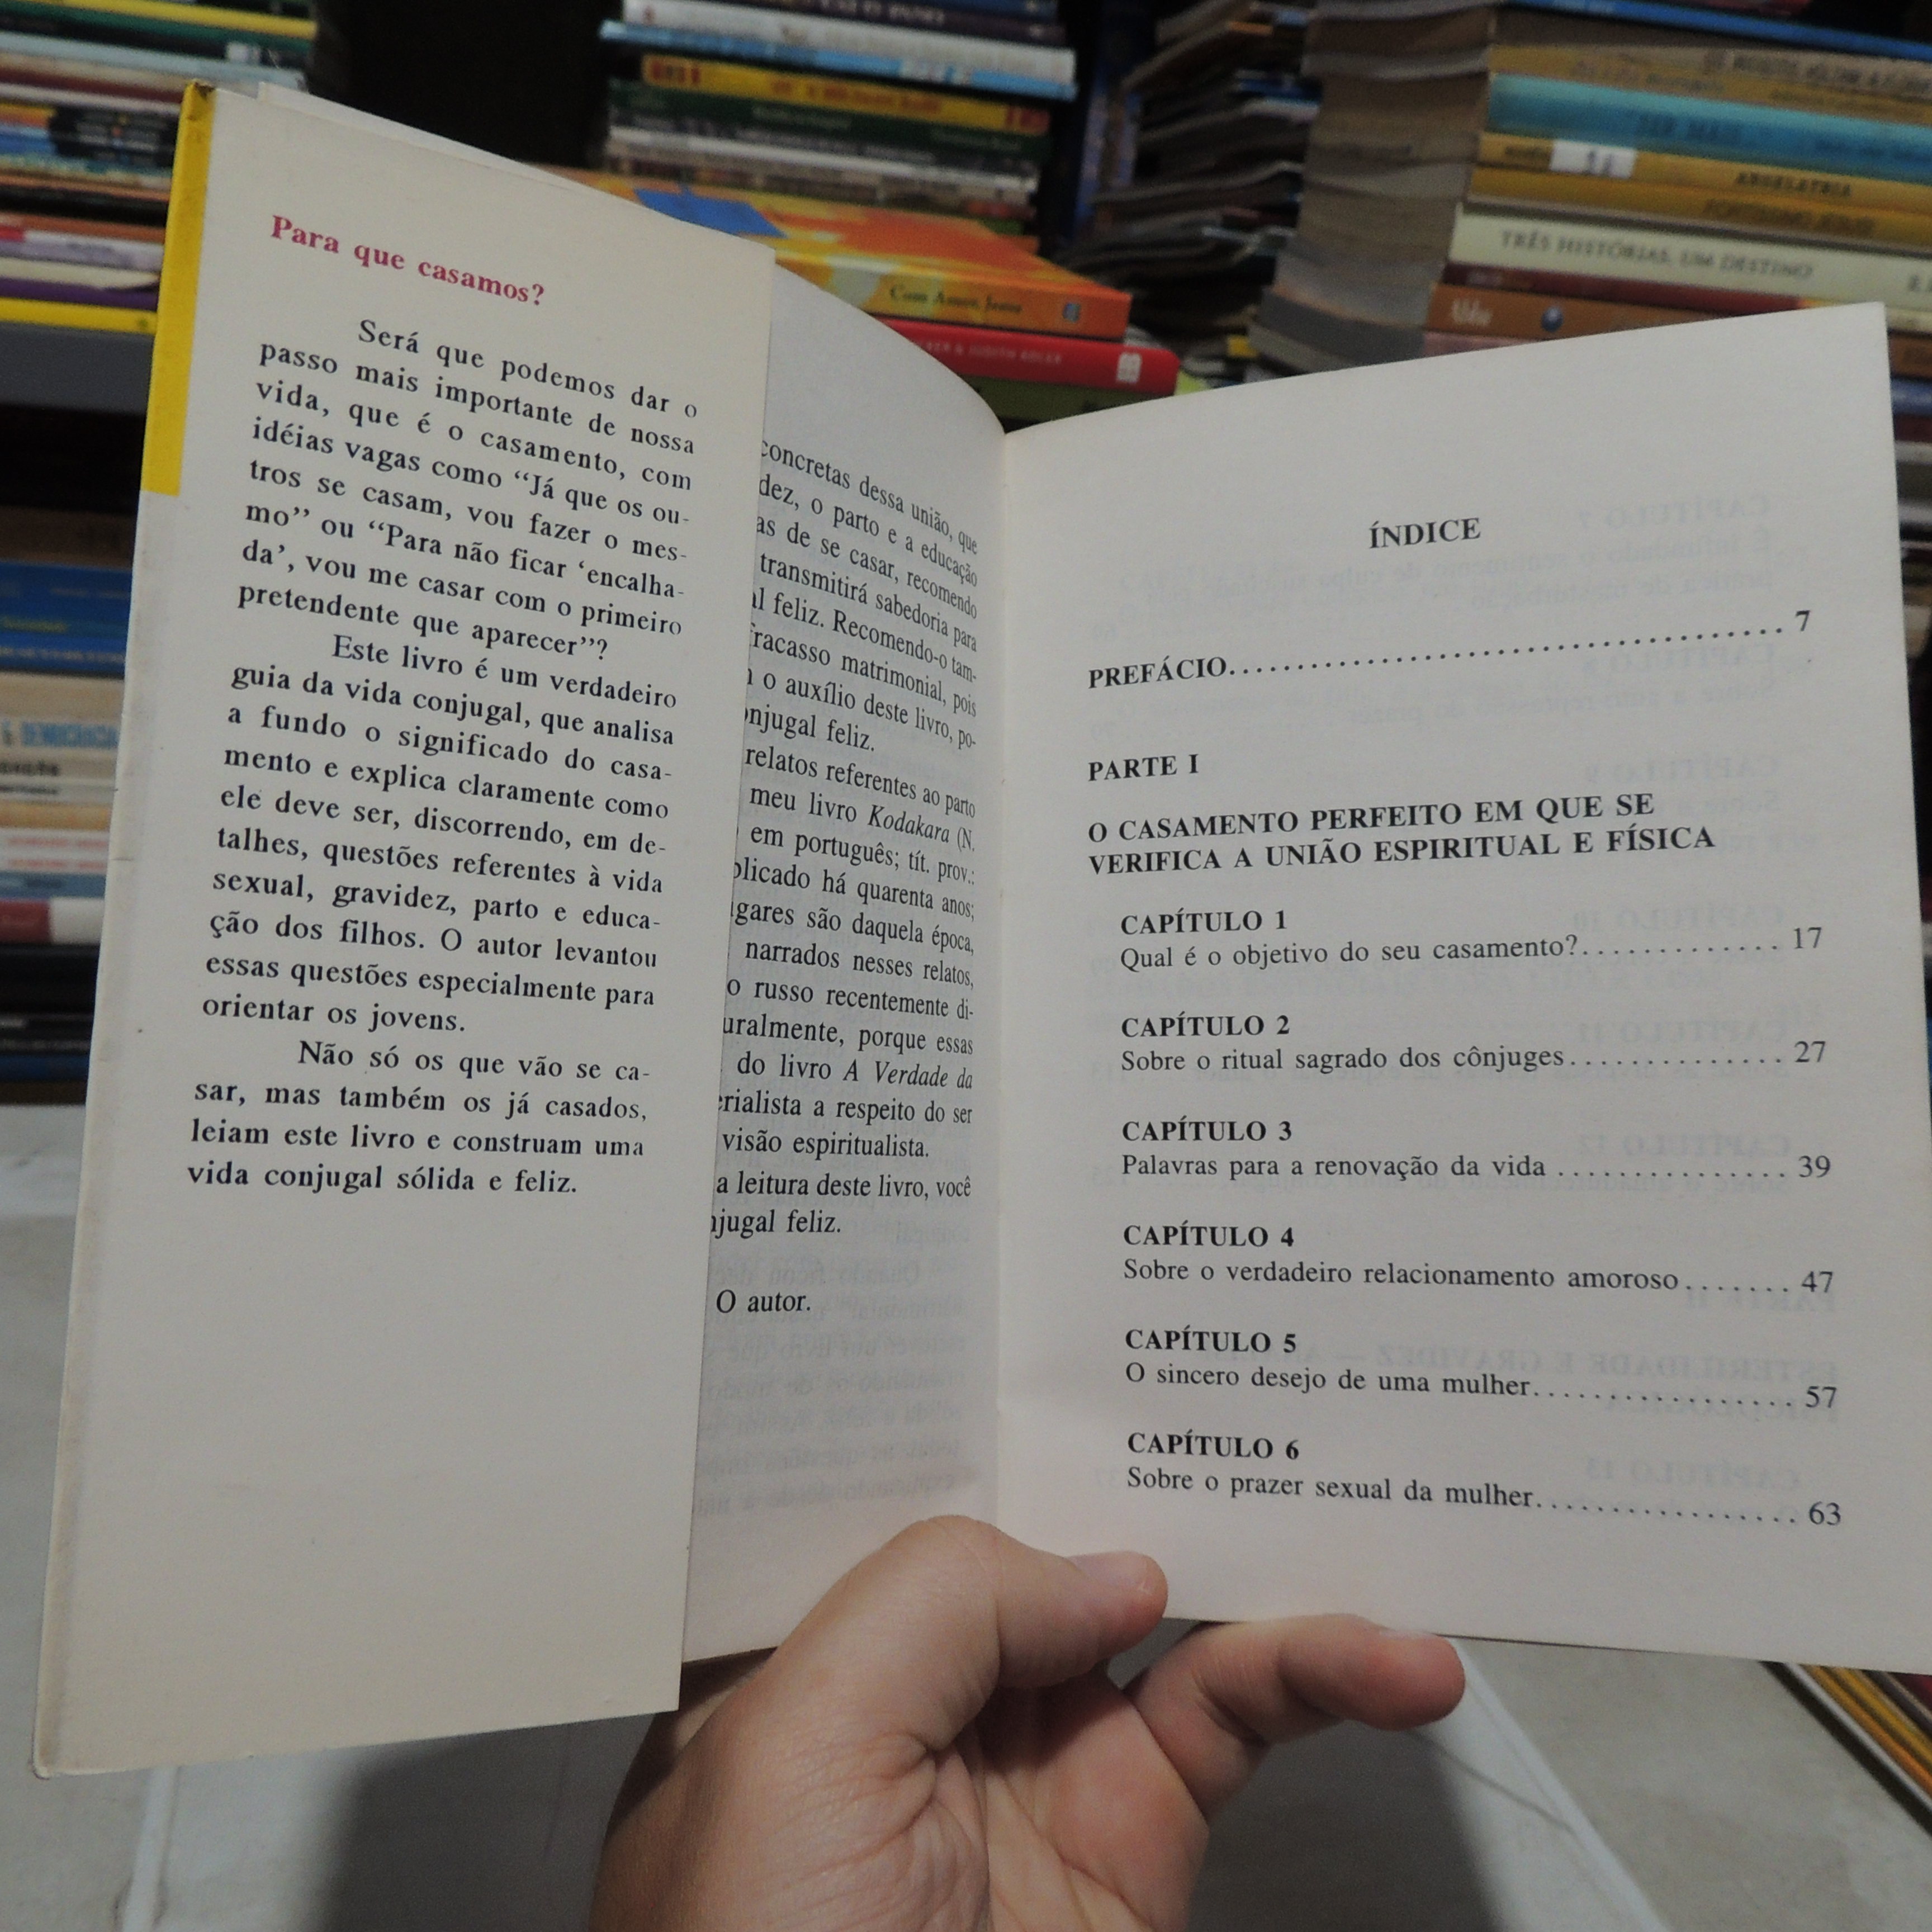 Para que casamos?
Será que podemos dar o
passo mais importante de nossa
vida, que é o casamento, com
idéias vagas como “Já que os ou-
tros se casam, vou fazer o mes-
mo” ou “Para não ficar ‘encalha-
da’, vou me casar com o primeiro
pretendente que aparecer”?
Este livro é um verdadeiro
guia da vida conjugal, que analisa
a fundo o significado do casa-
mento e explica claramente como
ele deve ser, discorrendo, em de-
talhes, questões referentes à vida
sexual, gravidez, parto e educa-
ção dos filhos. O autor levantou
essas questões especialmente para
orientar os jovens.
Não só os que vão se ca-
sar, mas também os já casados,
leiam este livro e construam uma
vida conjugal sólida e feliz.
concretas dessa união, que
dez, o parto e a educação
as de se casar, recomendo
transmitirá sabedoria para
al feliz. Recomendo-o tam-
fracasso matrimonial, pois
o auxílio deste livro, po-
onjugal feliz.
relatos referentes ao parto
meu livro Kodakara (N.
em português; tít. prov.:
blicado há quarenta anos;
gares são daquela época,
narrados nesses relatos,
o russo recentemente di-
uralmente, porque essas
do livro A Verdade da
erialista a respeito do ser
visão espiritualista.
a leitura deste livro, você
njugal feliz.
O autor.
ÍNDICE
PREFÁCIO.................................. 7
PARTE I
O CASAMENTO PERFEITO EM QUE SE
VERIFICA A UNIÃO ESPIRITUAL E FÍSICA
CAPÍTULO 1
Qual é o objetivo do seu casamento?............. 17
CAPÍTULO 2
Sobre o ritual sagrado dos cônjuges.............. 27
CAPÍTULO 3
Palavras para a renovação da vida ............... 39
CAPÍTULO 4
Sobre o verdadeiro relacionamento amoroso....... 47
CAPÍTULO 5
O sincero desejo de uma mulher................. 57
CAPÍTULO 6
Sobre o prazer sexual da mulher................. 63
Com Amor, Jesus
TRÊS HISTÓRIAS, UM DESTINO